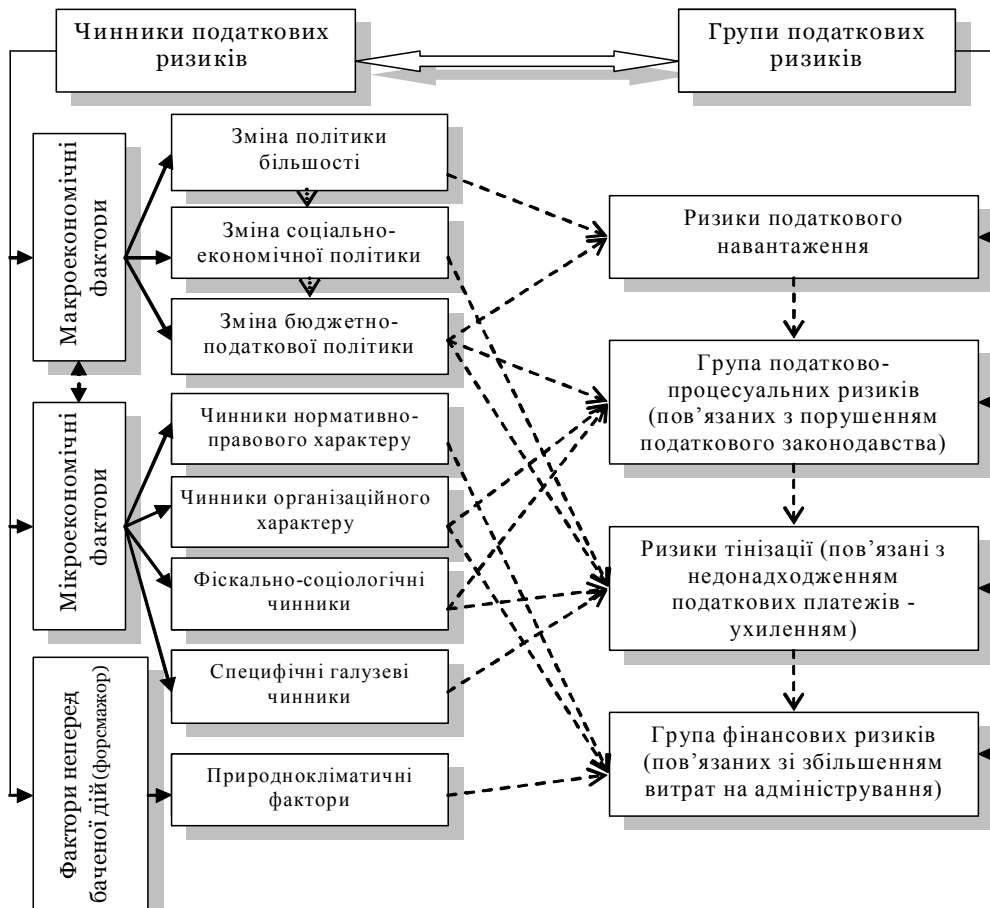 Чинники податкових
ризиків
Групи податкових
ризиків
Макроекономічні
фактори
Зміна політики
більшості
Зміна соціально-
економічної політики
Зміна бюджетно-
податкової політики
Мікроекономічні
фактори
Чинники нормативно-
правового характеру
Чинники організаційного
характеру
Фіскально-соціологічні
чинники
Специфічні галузеві
чинники
Фактори неперед
баченої дій (форсмажор)
Природнокліматичні
фактори
Ризики податкового
навантаження
Група податково-
процесуальних ризиків
(пов’язаних з порушенням
податкового законодавства)
Ризики тінізації (пов’язані з
недонадходженням
податкових платежів -
ухиленням)
Група фінансових ризиків
(пов’язаних зі збільшенням
витрат на адміністрування)